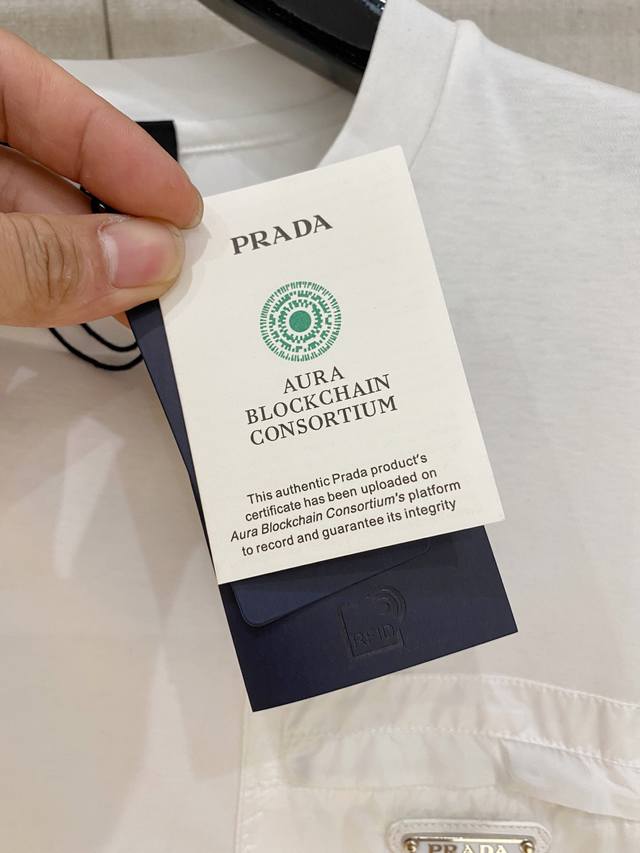 PRADA
AURA
BLOCKCHAIN
CONSORTIUM
This authentic Prada product's
certificate has been uploaded on
Aura Blockchain Consortium's platform
to record and guarantee its integrity
RFID
PRADA